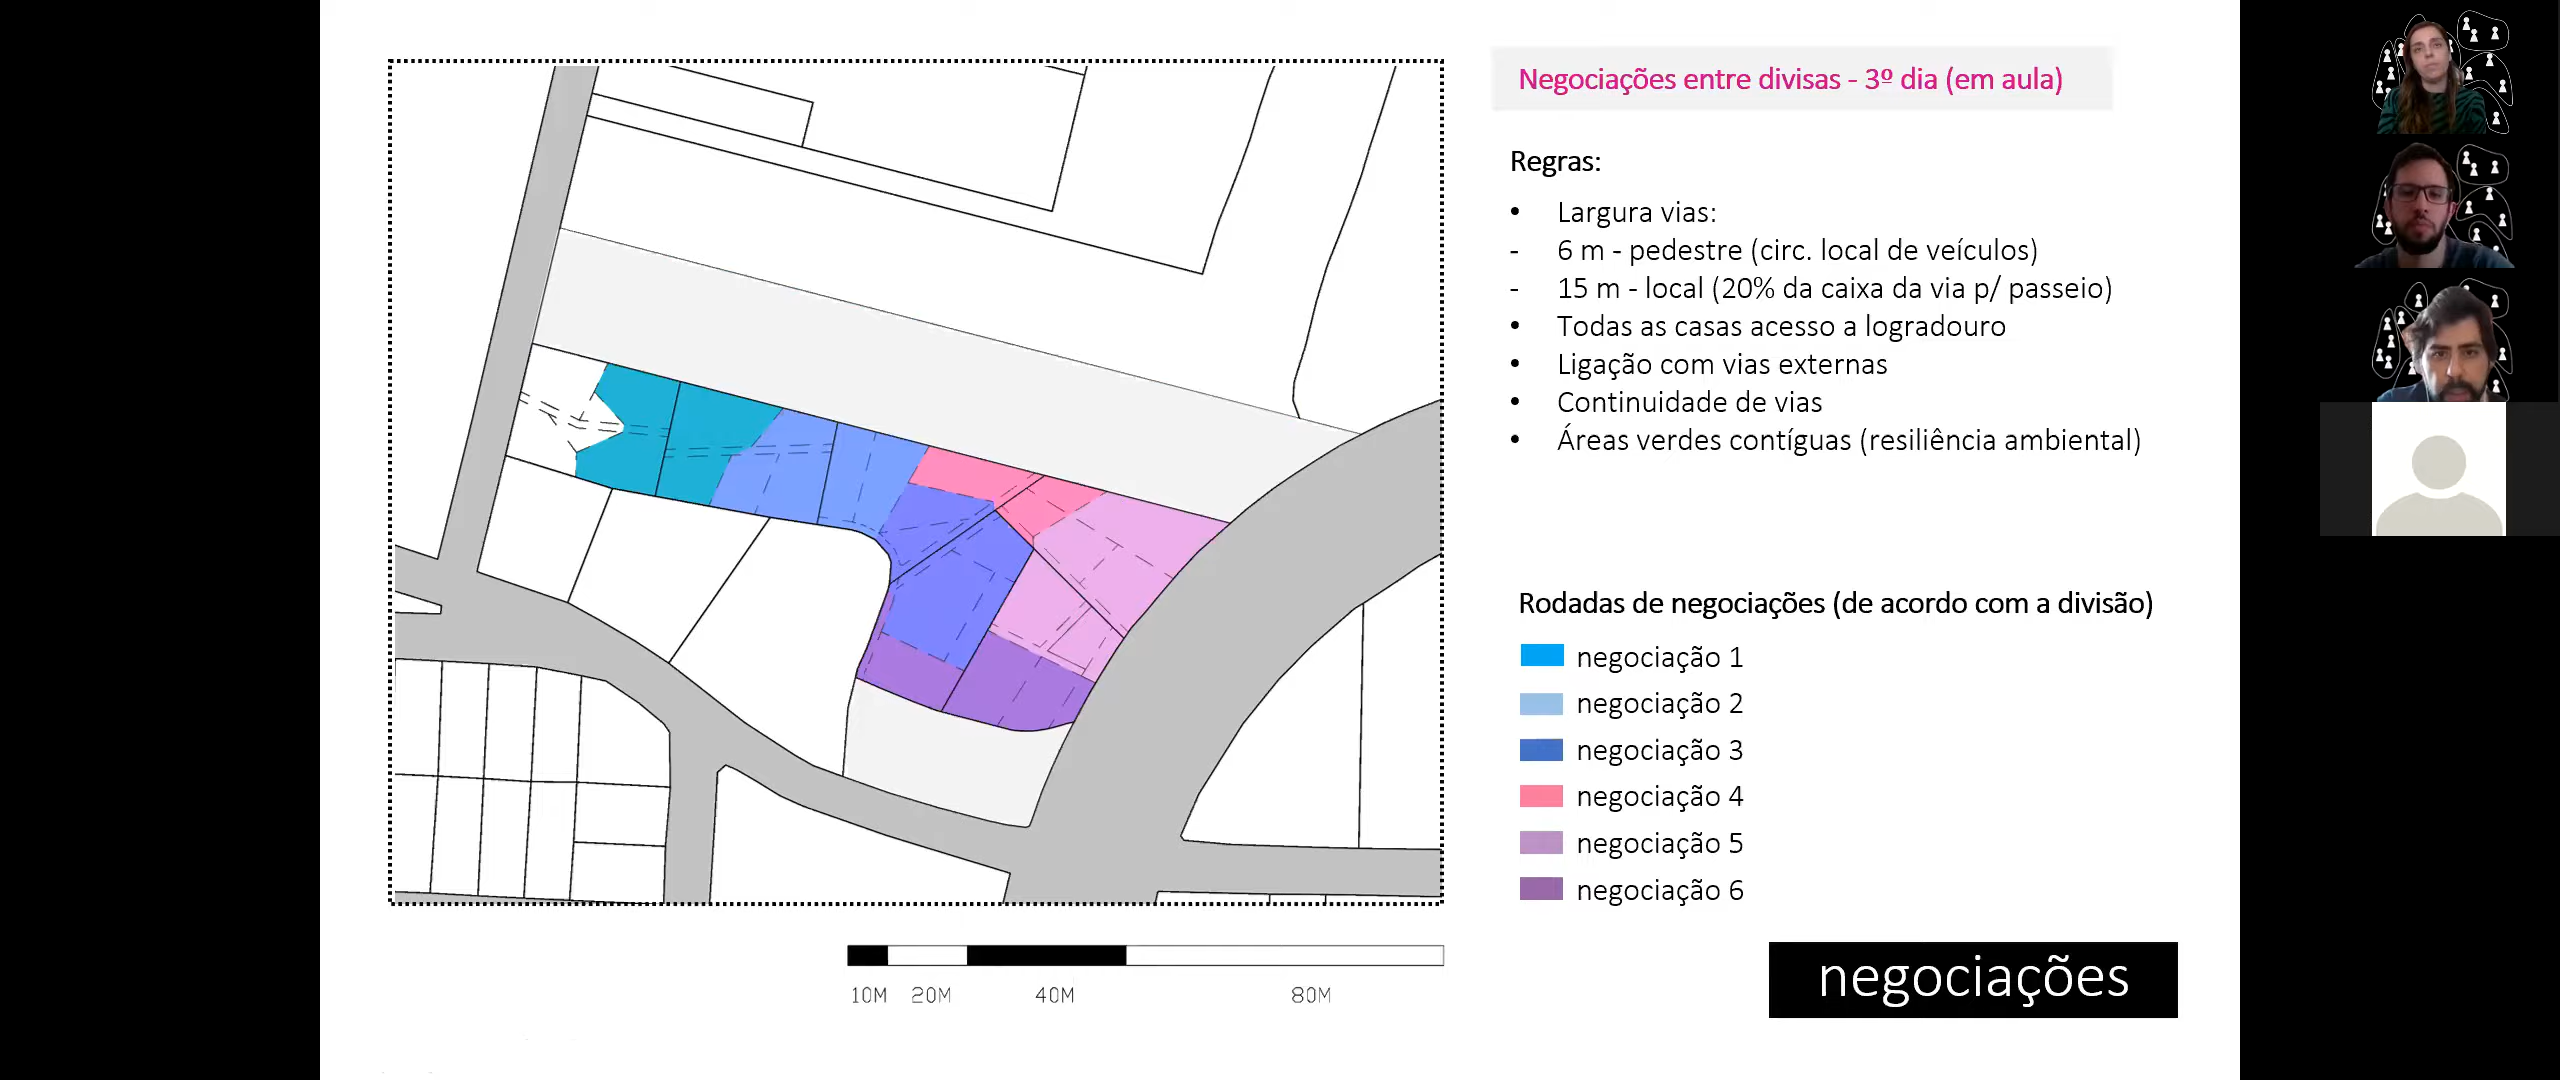 Negociações entre divisas - 3º dia (em aula)
Regras:
• Largura vias:
- 6 m - pedestre (circ. local de veículos)
- 15 m - local (20% da caixa da via p/ passeio)
• Todas as casas acesso a logradouro
• Ligação com vias externas
• Continuidade de vias
• Áreas verdes contíguas (resiliência ambiental)
Rodadas de negociações (de acordo com a divisão)
negociação 1
negociação 2
negociação 3
negociação 4
negociação 5
negociação 6
10M 20M 40M 80M
negociações